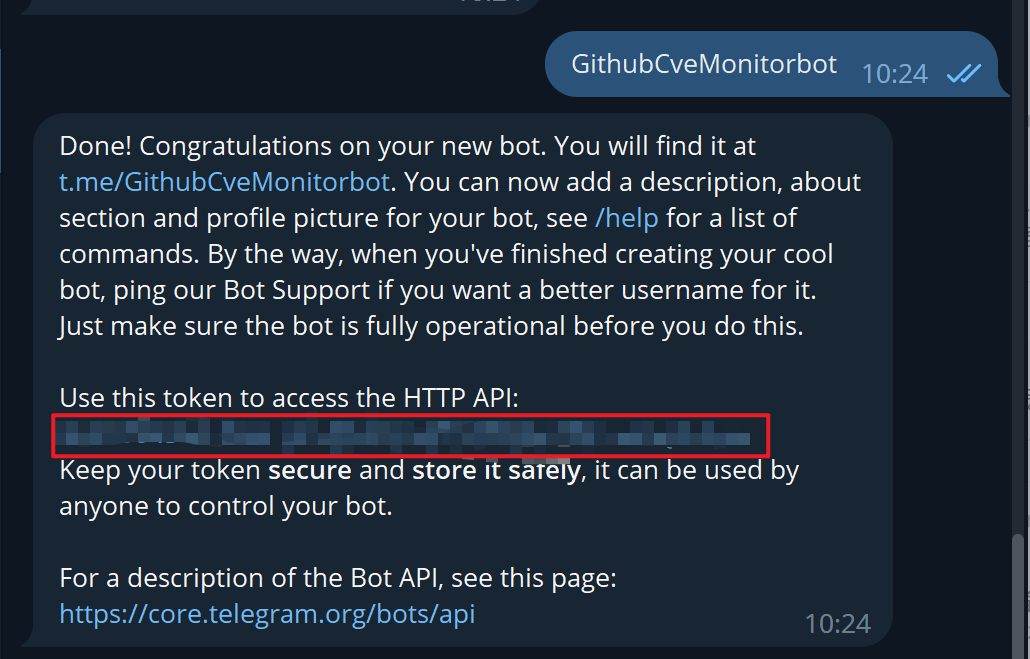 GithubCveMonitorbot
10:24
Done! Congratulations on your new bot. You will find it at
t.me/GithubCveMonitorbot. You can now add a description, about
section and profile picture for your bot, see /help for a list of
commands. By the way, when you've finished creating your cool
bot, ping our Bot Support if you want a better username for it.
Just make sure the bot is fully operational before you do this.
Use this token to access the HTTP API:
Keep your token secure and store it safely, it can be used by
anyone to control your bot.
For a description of the Bot API, see this page:
https://core.telegram.org/bots/api
10:24